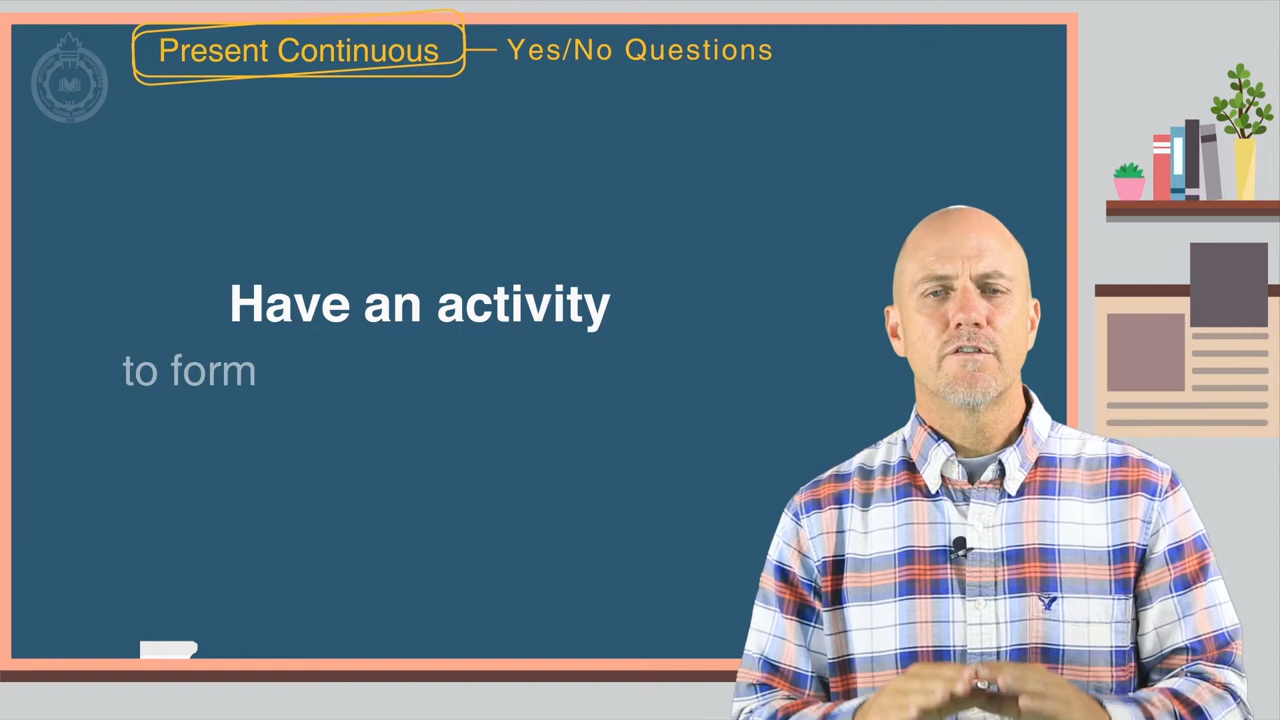 Present Continuous
Yes/No Questions
Have an activity
to form